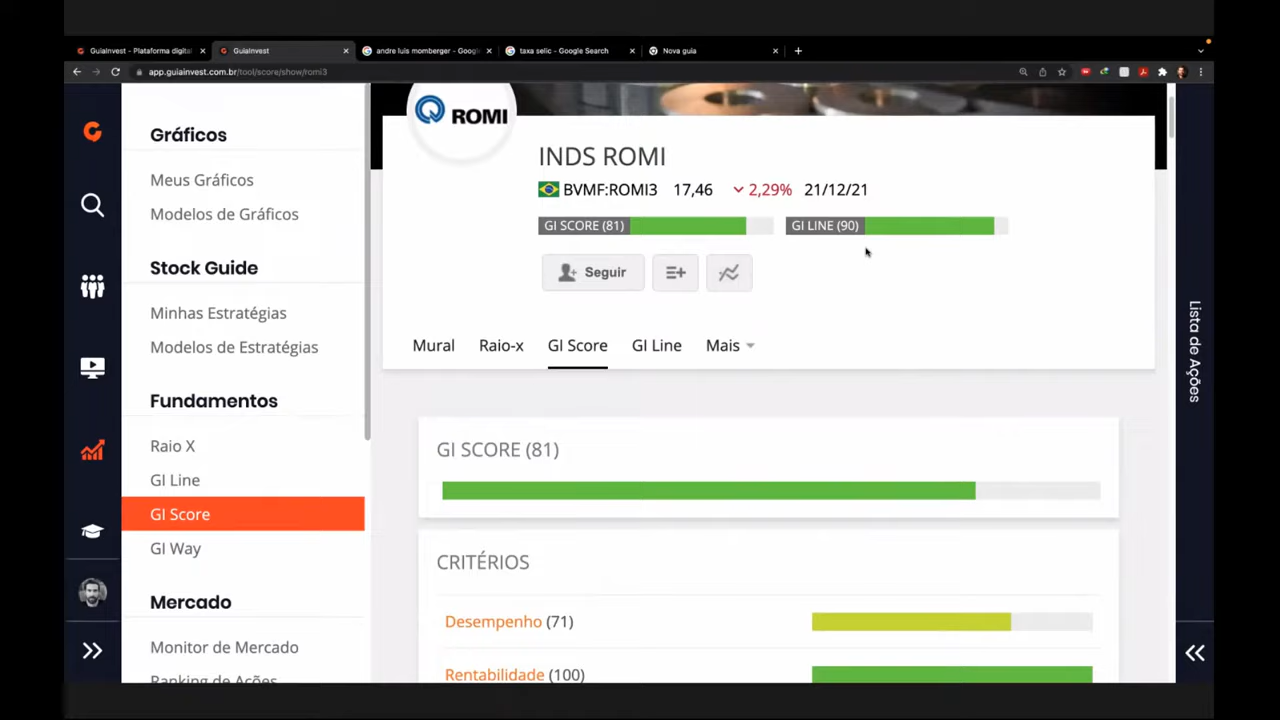 GuiaInvest - Plataforma digital
GuiaInvest
andre luis momberger - Goog
taxa selic - Google Search
Nova guia
app.guiainvest.com.br/tool/score/show/romi3
Gráficos
Meus Gráficos
Modelos de Gráficos
Stock Guide
Minhas Estratégias
Modelos de Estratégias
Fundamentos
Raio X
GI Line
GI Score
GI Way
Mercado
Monitor de Mercado
Ranking de Ações
ROMI
INDS ROMI
BVMF:ROMI3 17,46 2,29% 21/12/21
GI SCORE (81) GI LINE (90)
Seguir
Mural Raio-x GI Score GI Line Mais
GI SCORE (81)
CRITÉRIOS
Desempenho (71)
Rentabilidade (100)
Lista de Ações